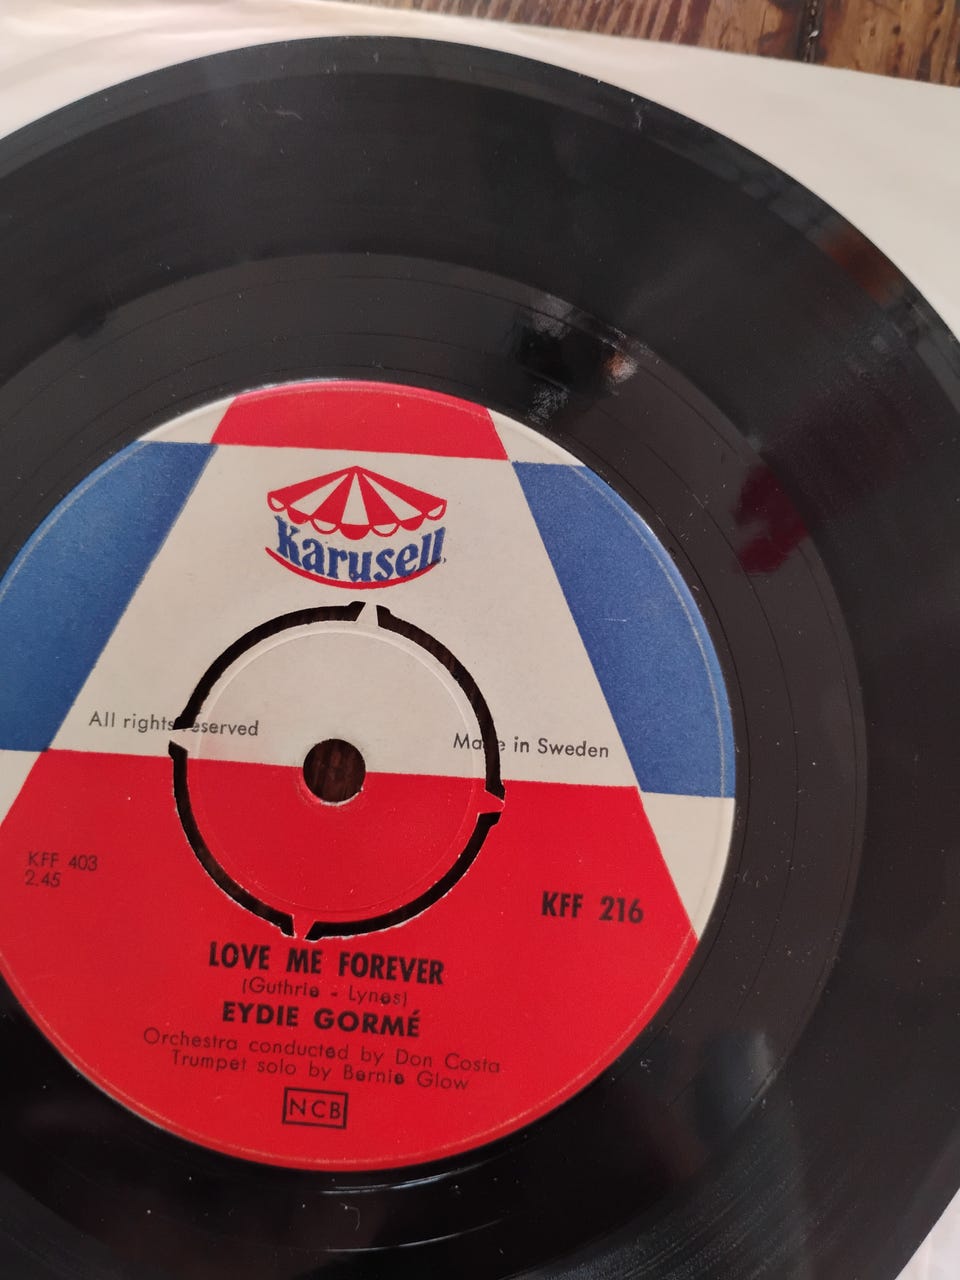 Karusell
All rights reserved
Made in Sweden
KFF 403
2.45
KFF 216
LOVE ME FOREVER
(Guthrie - Lynes)
EYDIE GORMÉ
Orchestra conducted by Don Costa
Trumpet solo by Bernie Glow
NCB